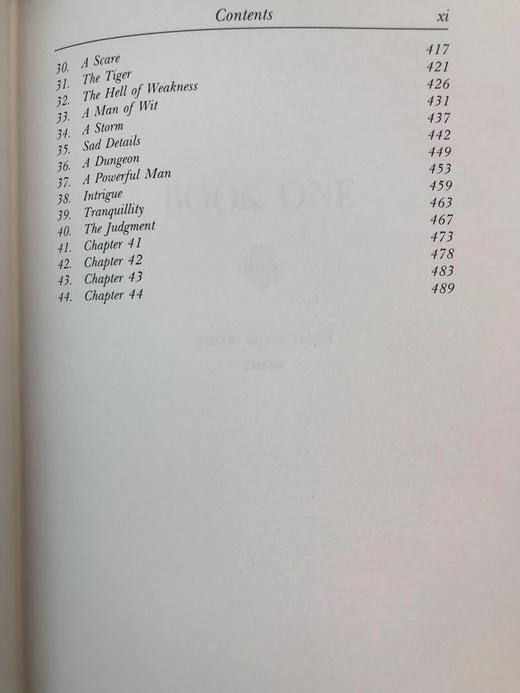 Contents xi
30. A Scare 417
31. The Tiger 421
32. The Hell of Weakness 426
33. A Man of Wit 431
34. A Storm 437
35. Sad Details 442
36. A Dungeon 449
37. A Powerful Man 453
38. Intrigue 459
39. Tranquillity 463
40. The Judgment 467
41. Chapter 41 473
42. Chapter 42 478
43. Chapter 43 483
44. Chapter 44 489
BOOK ONE